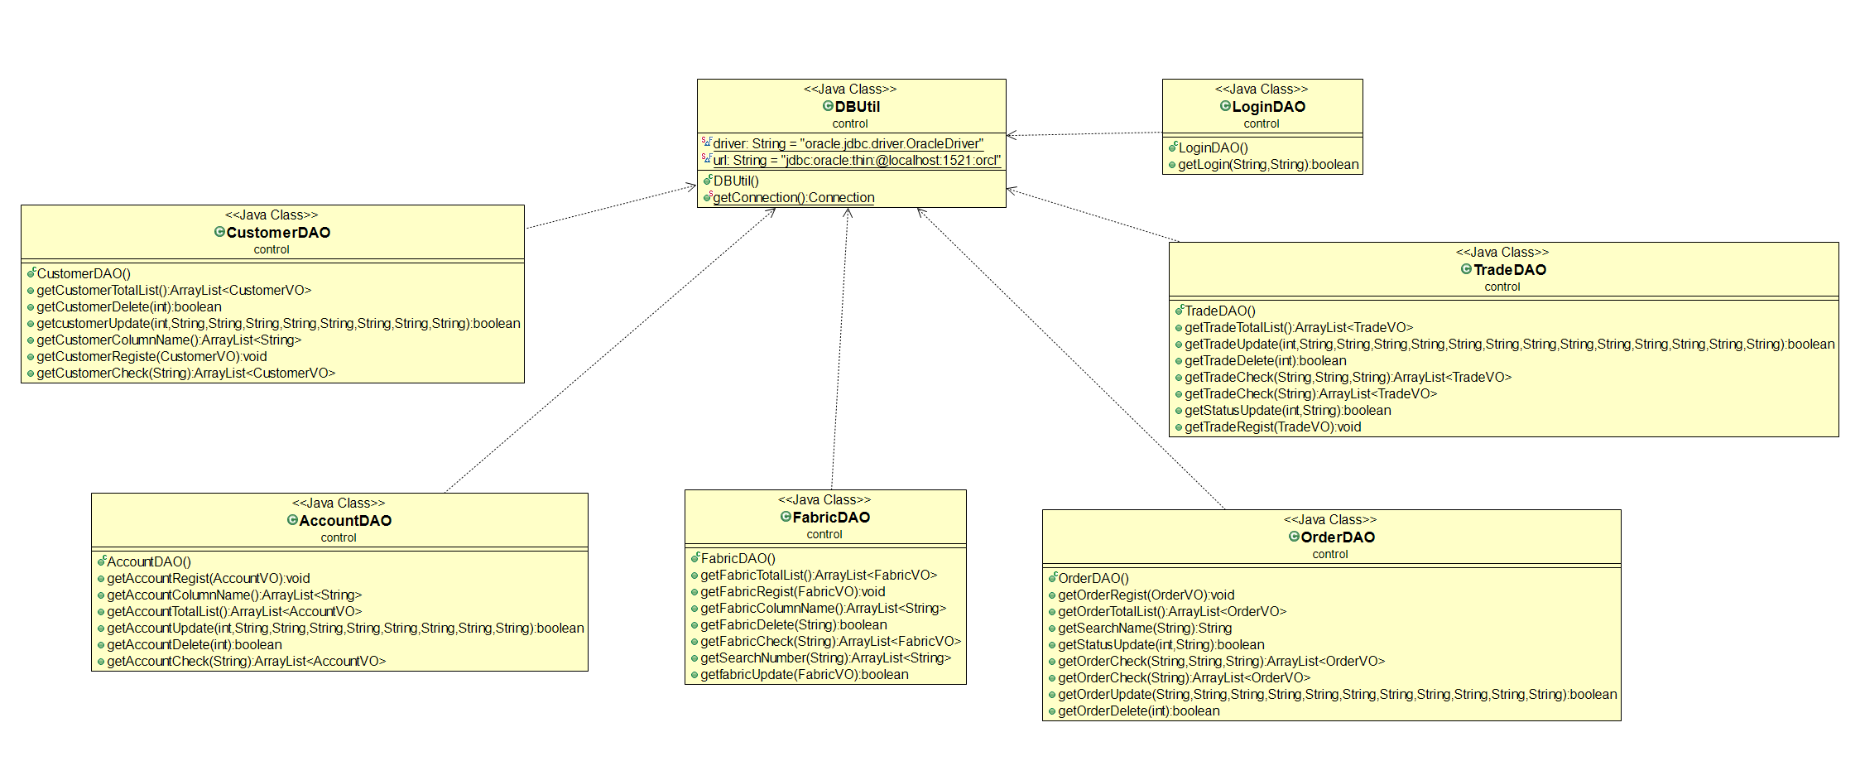 <<Java Class>>
DBUtil
control
driver: String = "oracle.jdbc.driver.OracleDriver"
url: String = "jdbc:oracle:thin:@localhost:1521:orcl"
DBUtil()
getConnection():Connection
<<Java Class>>
LoginDAO
control
LoginDAO()
getLogin(String,String):boolean
<<Java Class>>
CustomerDAO
control
CustomerDAO()
getCustomerTotalList():ArrayList<CustomerVO>
getCustomerDelete(int):boolean
getcustomerUpdate(int,String,String,String,String,String,String,String,String):boolean
getCustomerColumnName():ArrayList<String>
getCustomerRegiste(CustomerVO):void
getCustomerCheck(String):ArrayList<CustomerVO>
<<Java Class>>
TradeDAO
control
TradeDAO()
getTradeTotalList():ArrayList<TradeVO>
getTradeUpdate(int,String,String,String,String,String,String,String,String,String,String,String,String,String):boolean
getTradeDelete(int):boolean
getTradeCheck(String,String,String):ArrayList<TradeVO>
getTradeCheck(String):ArrayList<TradeVO>
getStatusUpdate(int,String):boolean
getTradeRegist(TradeVO):void
<<Java Class>>
AccountDAO
control
AccountDAO()
getAccountRegist(AccountVO):void
getAccountColumnName():ArrayList<String>
getAccountTotalList():ArrayList<AccountVO>
getAccountUpdate(int,String,String,String,String,String,String,String,String):boolean
getAccountDelete(int):boolean
getAccountCheck(String):ArrayList<AccountVO>
<<Java Class>>
FabricDAO
control
FabricDAO()
getFabricTotalList():ArrayList<FabricVO>
getFabricRegist(FabricVO):void
getFabricColumnName():ArrayList<String>
getFabricDelete(String):boolean
getFabricCheck(String):ArrayList<FabricVO>
getSearchNumber(String):ArrayList<String>
getfabricUpdate(FabricVO):boolean
<<Java Class>>
OrderDAO
control
OrderDAO()
getOrderRegist(OrderVO):void
getOrderTotalList():ArrayList<OrderVO>
getSearchName(String):String
getStatusUpdate(int,String):boolean
getOrderCheck(String,String,String):ArrayList<OrderVO>
getOrderCheck(String):ArrayList<OrderVO>
getOrderUpdate(String,String,String,String,String,String,String,String,String,String,String):boolean
getOrderDelete(int):boolean